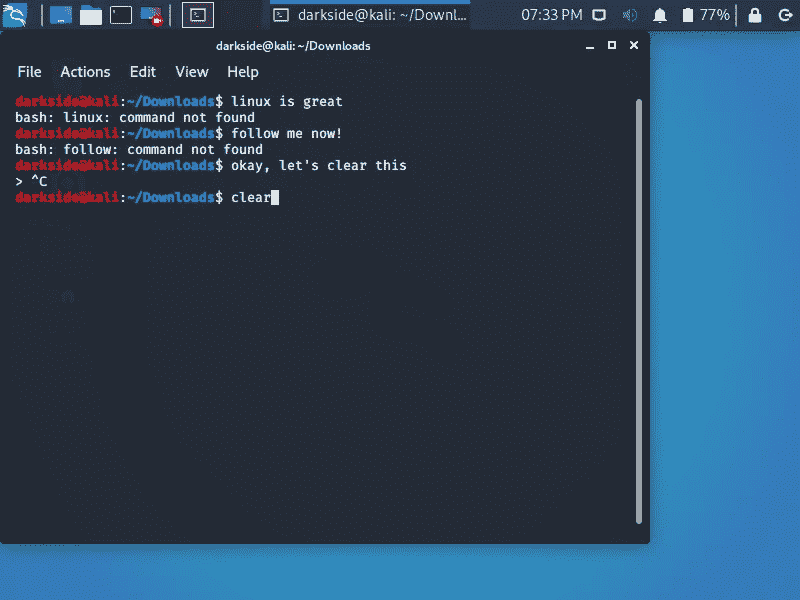 darkside@kali: ~/Downl... 07:33 PM 77%
darkside@kali:~/Downloads
File Actions Edit View Help
darkside@kali:~/Downloads$ linux is great
bash: linux: command not found
darkside@kali:~/Downloads$ follow me now!
bash: follow: command not found
darkside@kali:~/Downloads$ okay, let's clear this
> ^C
darkside@kali:~/Downloads$ clear